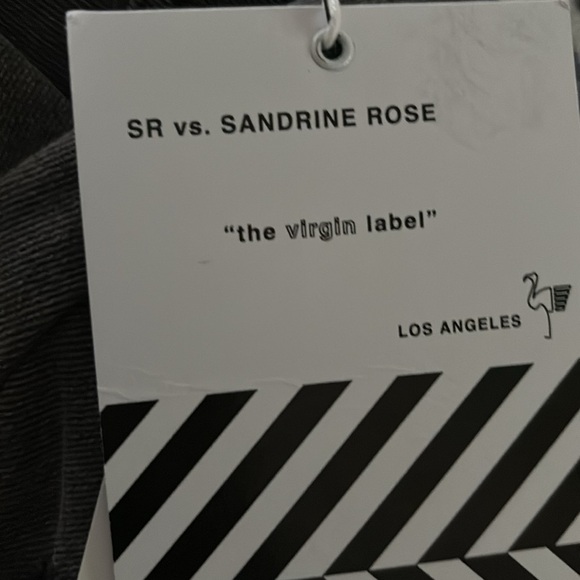 SR vs. SANDRINE ROSE
“the virgin label”
LOS ANGELES